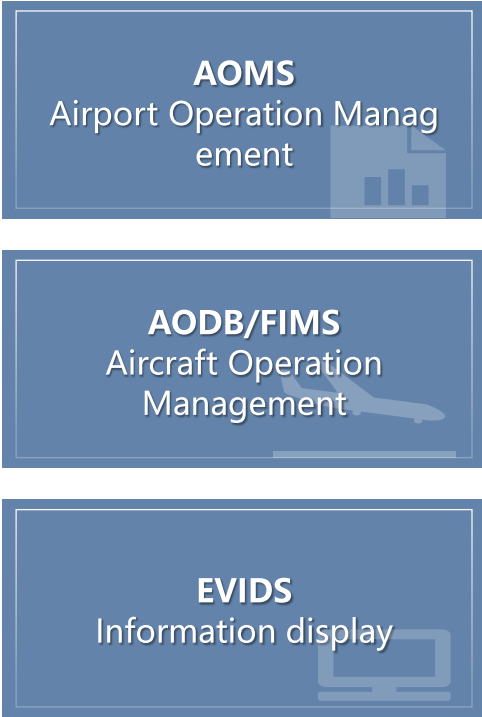 AOMS
Airport Operation Manag
ement
AODB/FIMS
Aircraft Operation
Management
EVIDS
Information display